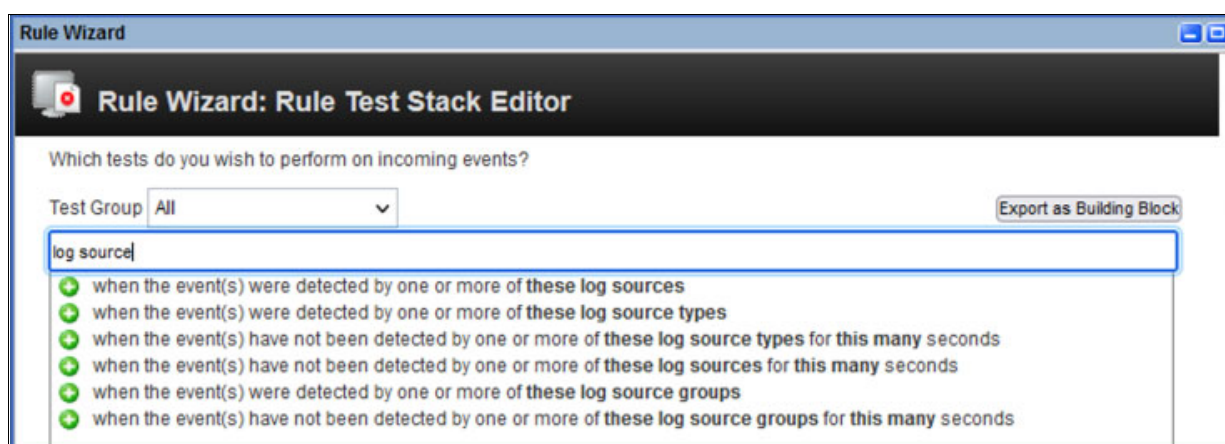 Rule Wizard
Rule Wizard: Rule Test Stack Editor
Which tests do you wish to perform on incoming events?
Test Group All Export as Building Block
log source
when the event(s) were detected by one or more of these log sources
when the event(s) were detected by one or more of these log source types
when the event(s) have not been detected by one or more of these log source types for this many seconds
when the event(s) have not been detected by one or more of these log sources for this many seconds
when the event(s) were detected by one or more of these log source groups
when the event(s) have not been detected by one or more of these log source groups for this many seconds